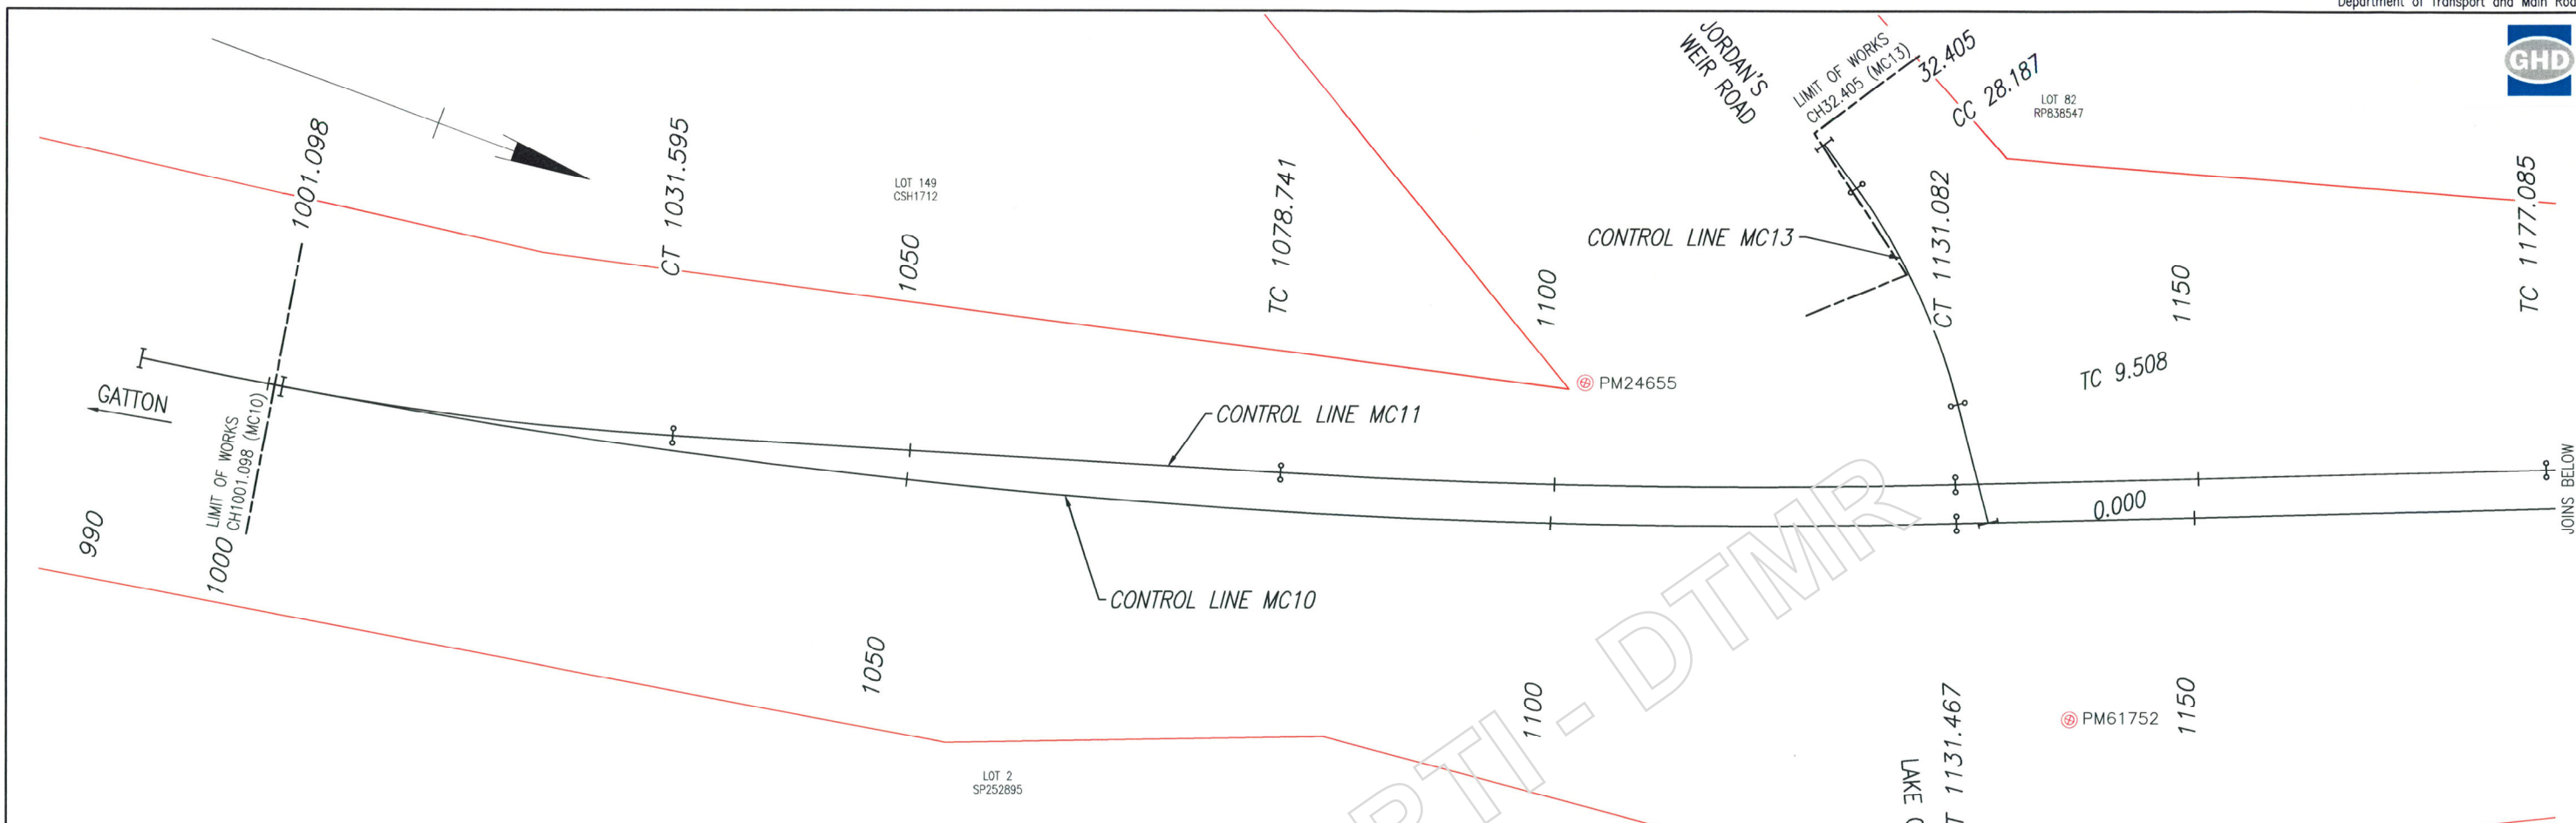 Department of Transport and Main
GHD
JORDAN'S
WEIR ROAD
LIMIT OF WORKS
CH32.405 (MC13)
32.405
CC 28.187
LOT 82
RP838547
1001.098
CT 1031.595
LOT 149
CSH1712
1050
TC 1078.741
1100
CONTROL LINE MC13
CT 1131.082
1150
TC 1177.085
TC 9.508
PM24655
GATTON
LIMIT OF WORKS
CH1001.098 (MC10)
CONTROL LINE MC11
JOINS BELOW
0.000
990
1000
CONTROL LINE MC10
1050
1100
1131.467
PM61752
1150
LAKE
LOT 2
SP252895
RTI - DTMR